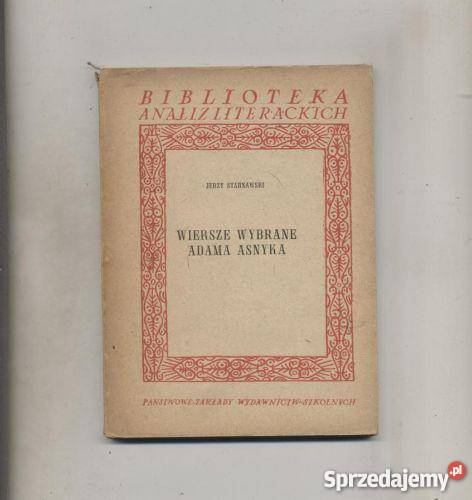 BIBLIOTEKA
ANALIZ LITERACKICH
JERZY STARNAWSKI
WIERSZE WYBRANE
ADAMA ASNYKA
PAŃSTWOWE·ZAKŁADY WYDAWNICTW·SZKOLNYCH
Sprzedajemy.pl